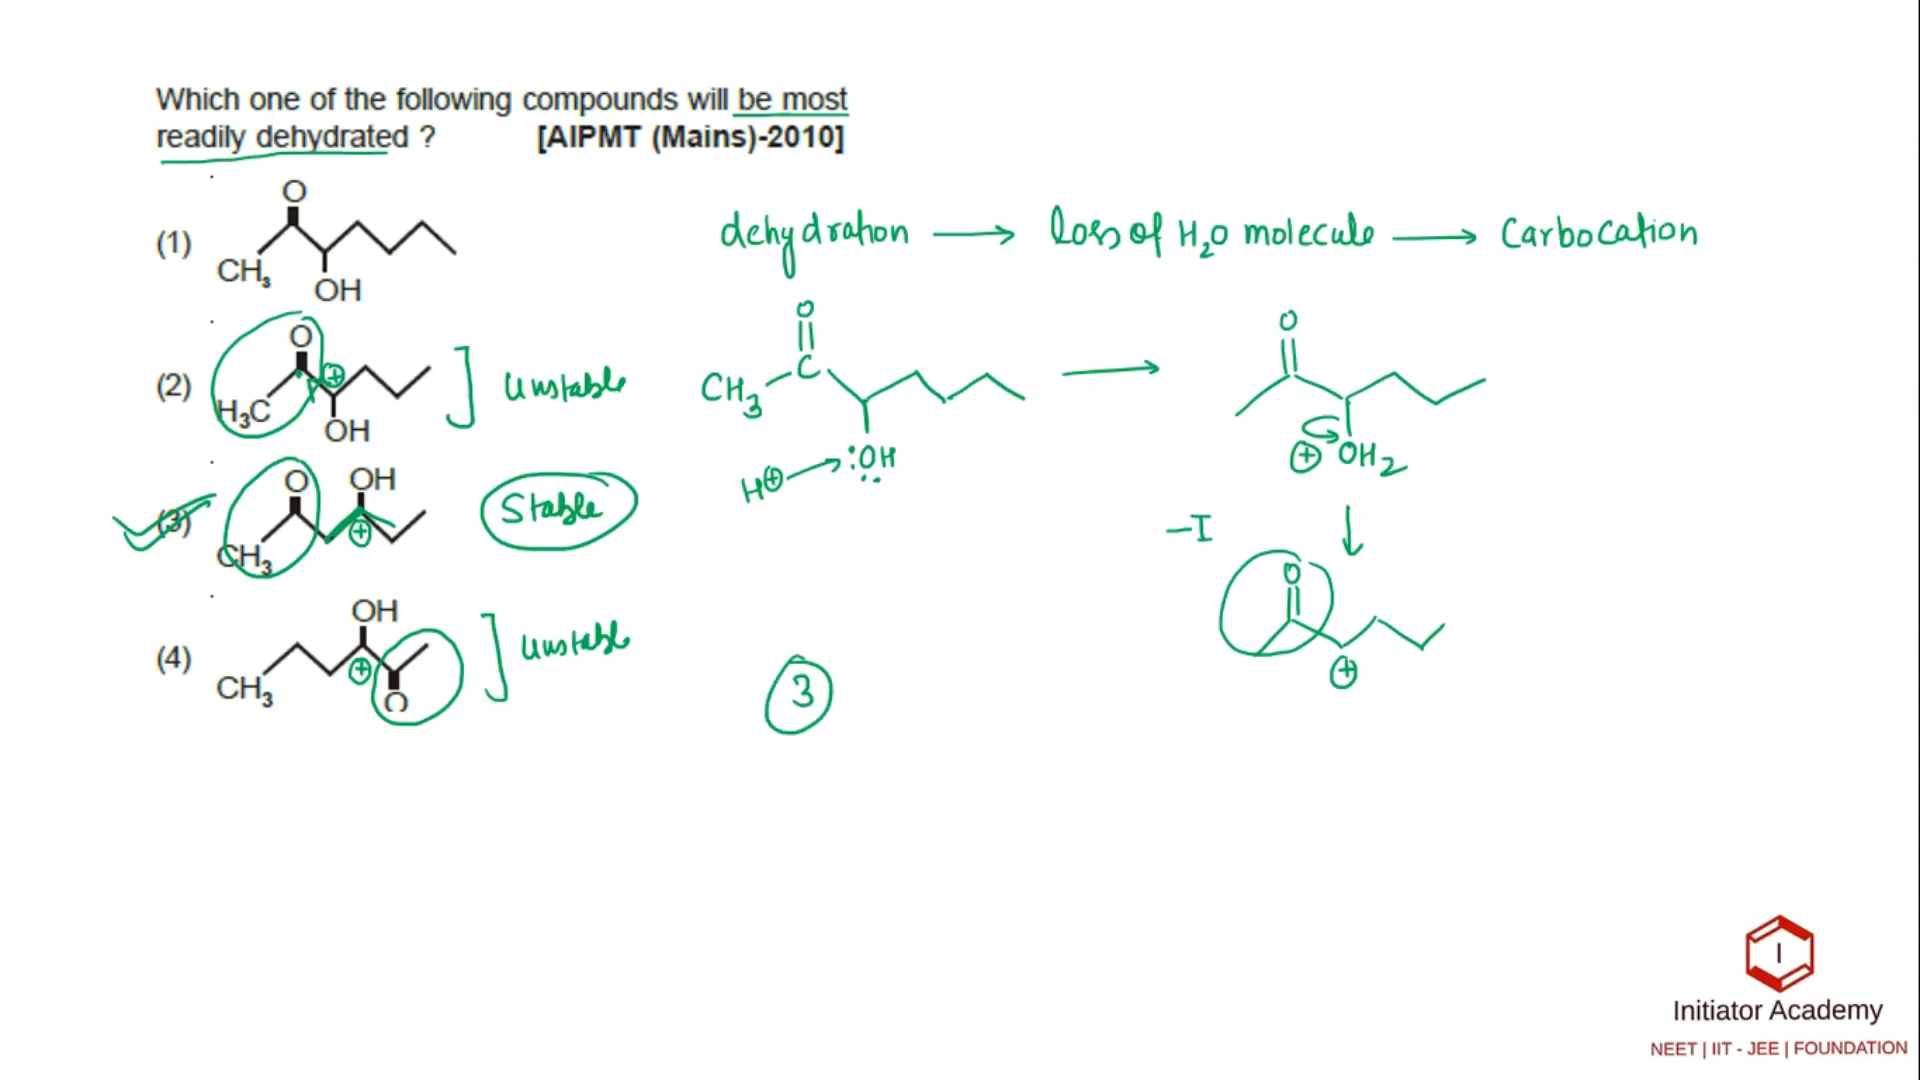 Which one of the following compounds will be most
readily dehydrated ? [AIPMT (Mains)-2010]
(1)
O
CH3
OH
(2)
O
⊕
H3C
OH
Unstable
(3)
O
OH
⊕
CH3
Stable
(4)
OH
⊕
CH3
O
Unstable
dehydration → loss of H2O molecule → Carbocation
O
C
CH3
:OH
H⊕
→
O
⊕ OH2
-I
O
⊕
3
I
Initiator Academy
NEET | IIT - JEE | FOUNDATION